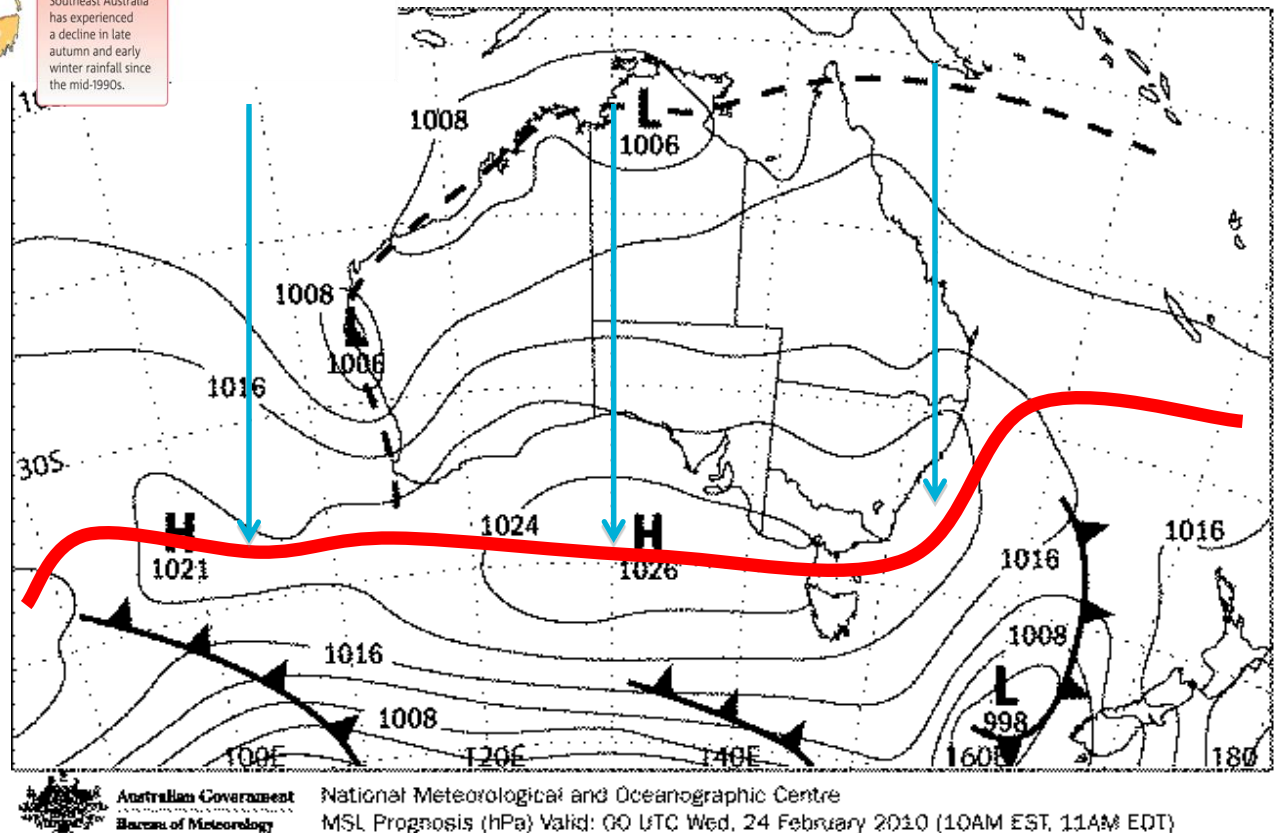 Southeast Australia
has experienced
a decline in late
autumn and early
winter rainfall since
the mid-1990s.
1008
L
1006
1008
1006
1016
30S
H
1021
1024
H
1026
1016
1016
1016
1008
L
998
1008
100E 120E 140E 160E 180
Australian Government
Bureau of Meteorology
National Meteorological and Oceanographic Centre
MSL Prognosis (hPa) Valid: 00 UTC Wed, 24 February 2010 (10AM EST, 11AM EDT)